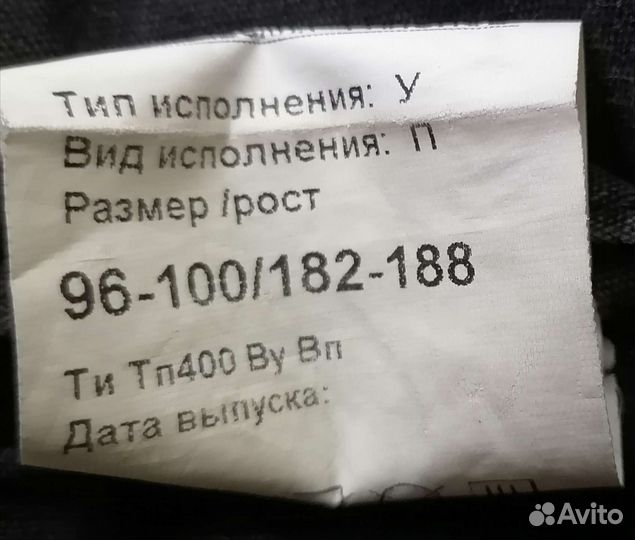 Тип исполнения: У
Вид исполнения: П
Размер /рост
96-100/182-188
Ти Тп400 Ву Вп
Дата выпуска:
Avito